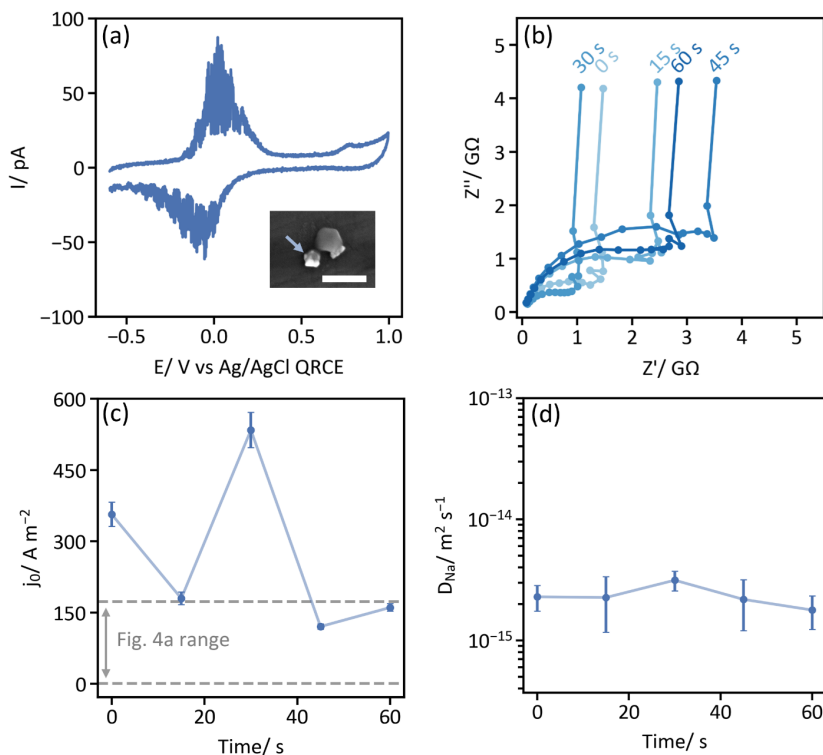 (a)
100
50
0
−50
−100
I/ pA
−0.5
0.0
0.5
1.0
E/ V vs Ag/AgCl QRCE
(b)
30 s
0 s
15 s
60 s
45 s
5
4
3
2
1
0
Z''/ GΩ
0
1
2
3
4
5
Z'/ GΩ
(c)
600
450
300
150
0
j₀/ A m⁻²
Fig. 4a range
0
20
40
60
Time/ s
(d)
10⁻¹³
10⁻¹⁴
10⁻¹⁵
D_Na/ m² s⁻¹
0
20
40
60
Time/ s